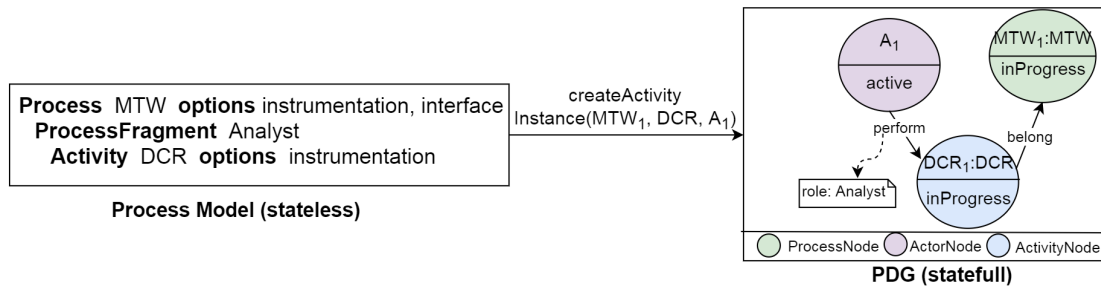 Process MTW options instrumentation, interface
ProcessFragment Analyst
Activity DCR options instrumentation
Process Model (stateless)
createActivity
Instance(MTW₁, DCR, A₁)
A₁
active
MTW₁:MTW
inProgress
perform
belong
role: Analyst
DCR₁:DCR
inProgress
ProcessNode
ActorNode
ActivityNode
PDG (statefull)